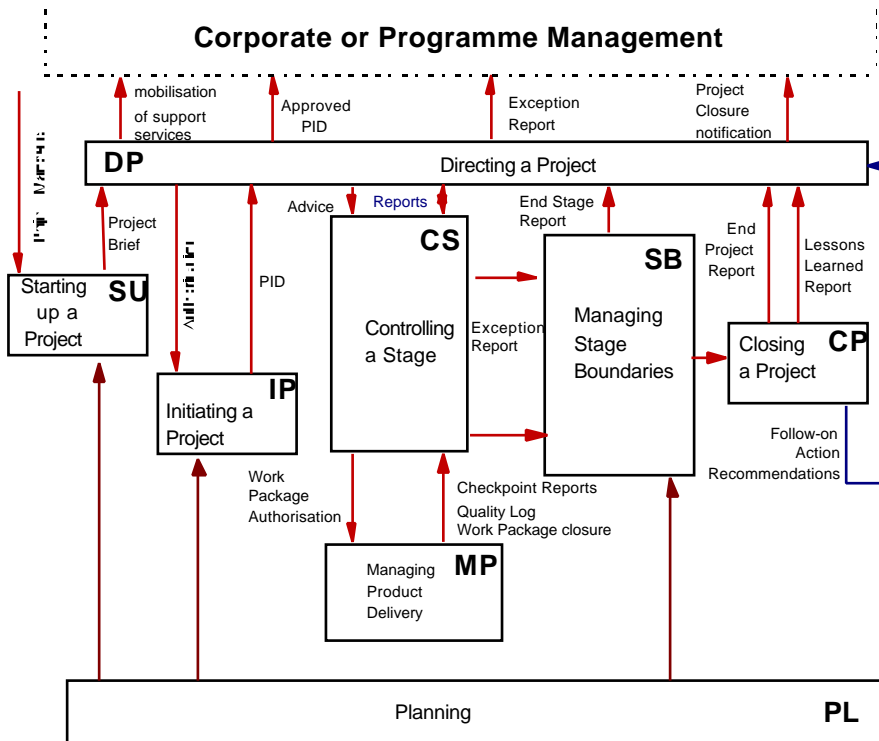 Corporate or Programme Management
mobilisation
of support
services
Approved
PID
Exception
Report
Project
Closure
notification
DP
Directing a Project
Project
Brief
PID
Advice
Reports
End Stage
Report
End
Project
Report
Lessons
Learned
Report
SU
Starting
up a
Project
IP
Initiating a
Project
CS
Controlling
a Stage
Exception
Report
SB
Managing
Stage
Boundaries
CP
Closing
a Project
Follow-on
Action
Recommendations
Work
Package
Authorisation
Checkpoint Reports
Quality Log
Work Package closure
MP
Managing
Product
Delivery
Planning
PL